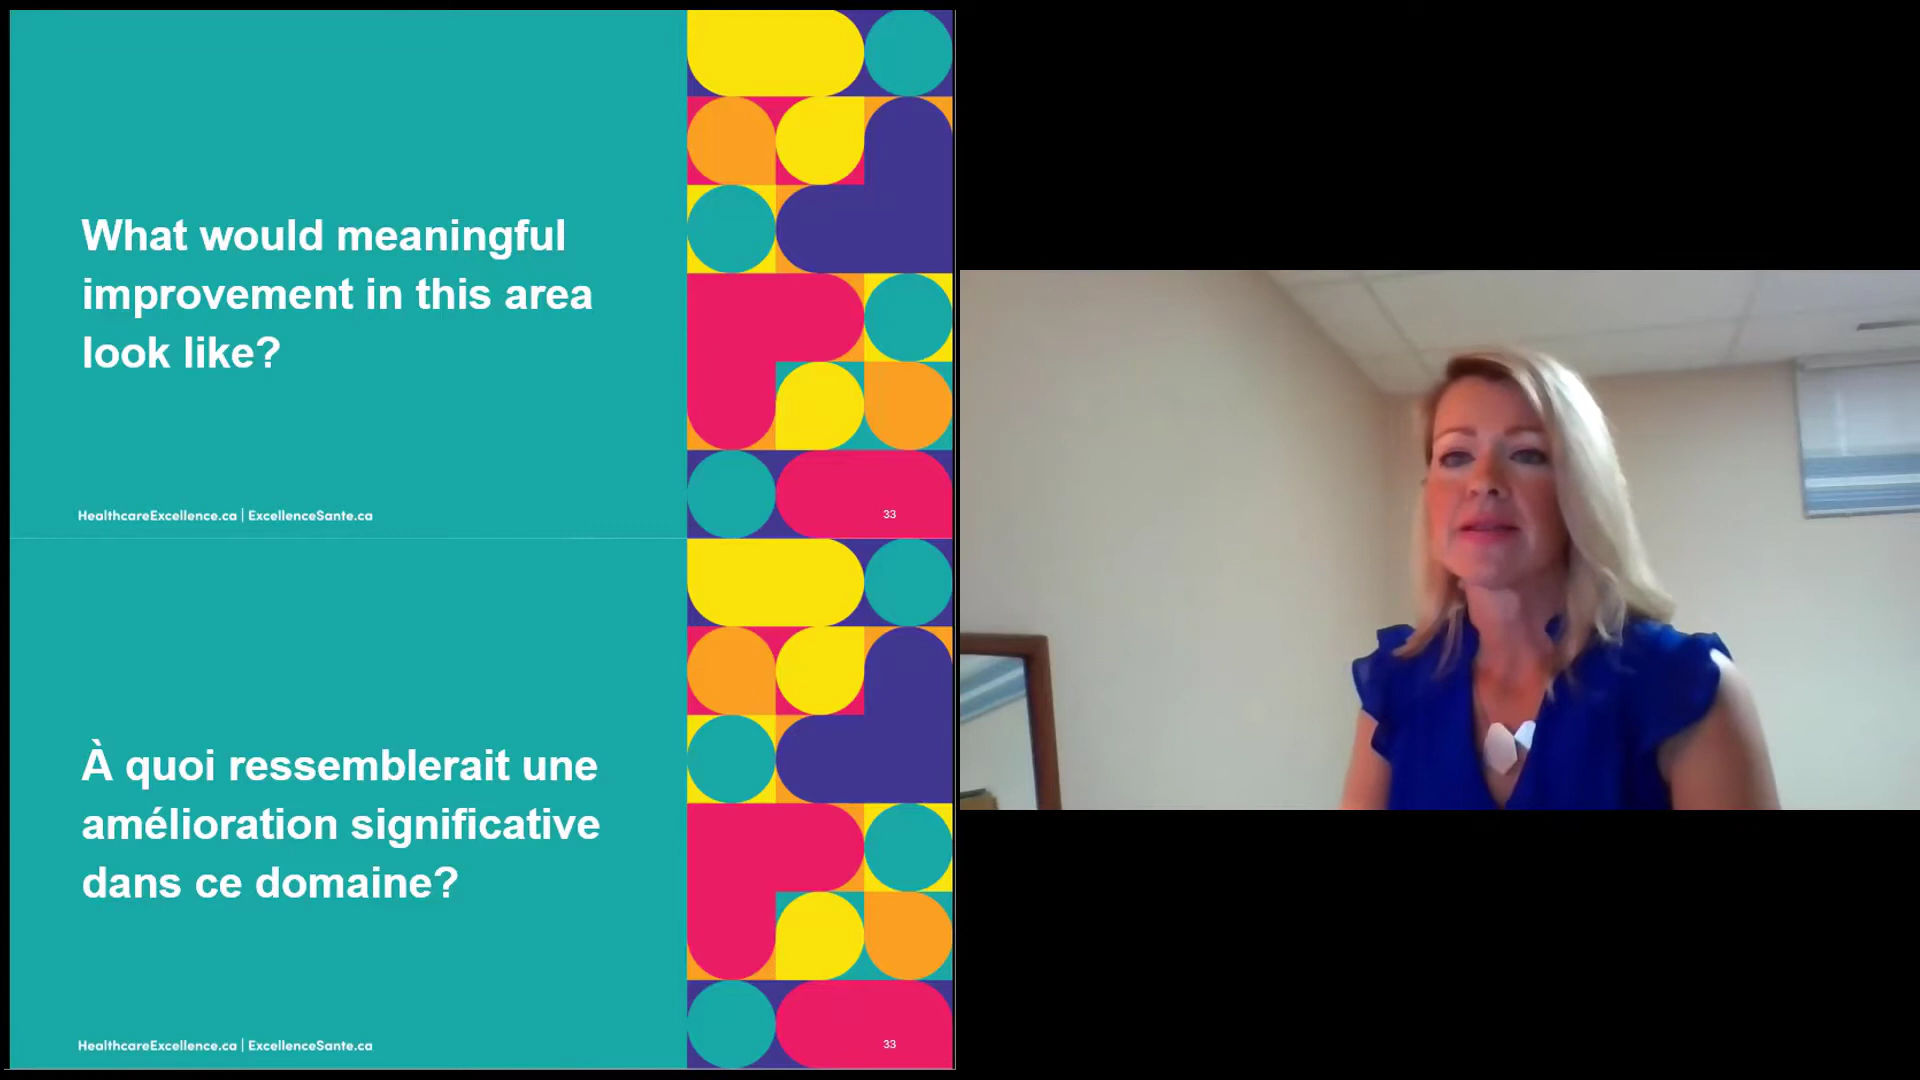 What would meaningful
improvement in this area
look like?
HealthcareExcellence.ca | ExcellenceSante.ca
33
À quoi ressemblerait une
amélioration significative
dans ce domaine?
HealthcareExcellence.ca | ExcellenceSante.ca
33